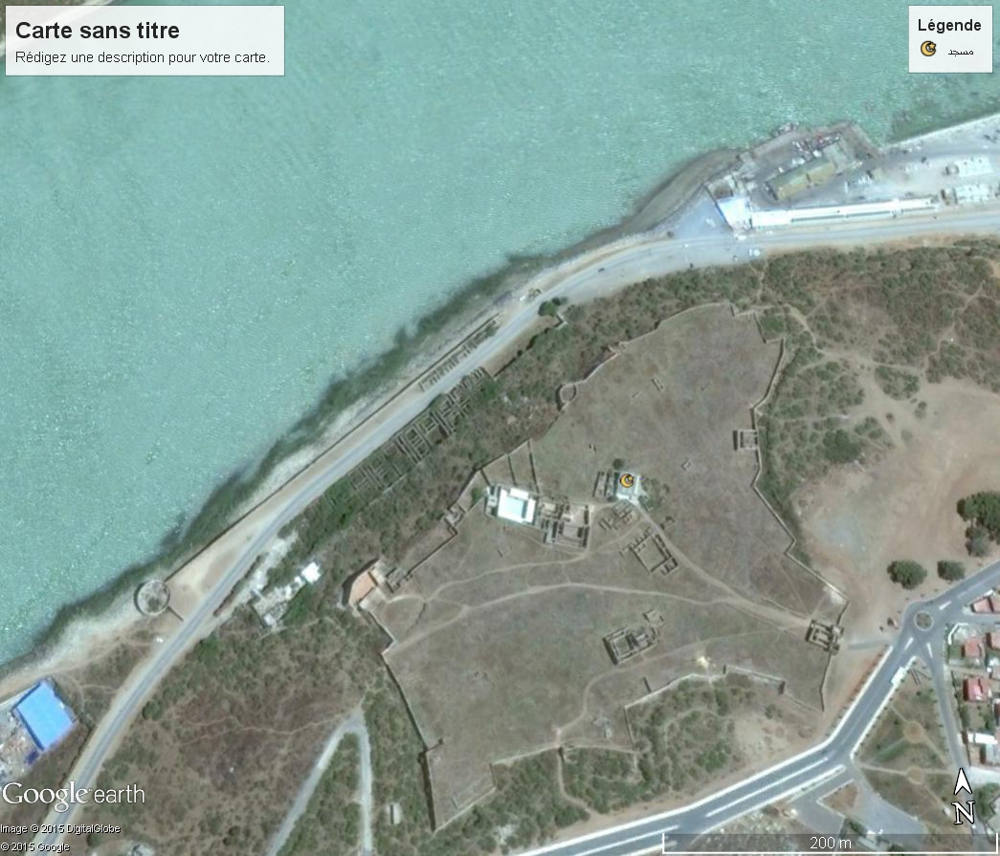 Carte sans titre
Rédigez une description pour votre carte.
Légende
مسجد
Google earth
Image © 2015 DigitalGlobe
© 2015 Google
200 m
N